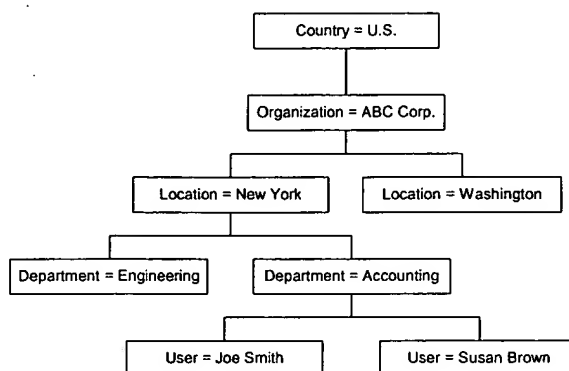 Country = U.S.
Organization = ABC Corp.
Location = New York
Location = Washington
Department = Engineering
Department = Accounting
User = Joe Smith
User = Susan Brown